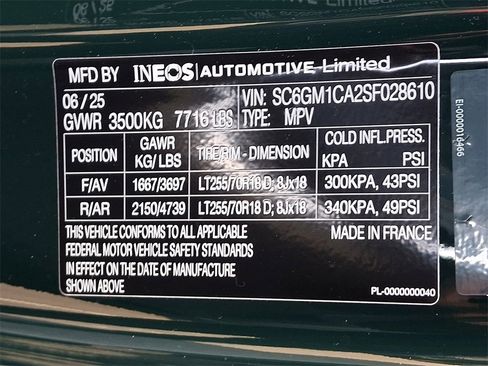 MFD BY INEOS | AUTOMOTIVE Limited
06 / 25 VIN: SC6GM1CA2SF028610
GVWR 3500KG 7716 LBS TYPE: MPV
POSITION GAWR KG/LBS TIRE/RIM - DIMENSION COLD INFL.PRESS. KPA PSI
F/AV 1667/3697 LT255/70R18 D; 8Jx18 300KPA, 43PSI
R/AR 2150/4739 LT255/70R18 D; 8Jx18 340KPA, 49PSI
THIS VEHICLE CONFORMS TO ALL APPLICABLE MADE IN FRANCE
FEDERAL MOTOR VEHICLE SAFETY STANDARDS
IN EFFECT ON THE DATE OF MANUFACTURE
SHOWN ABOVE
PL-0000000040
EI-0000016466